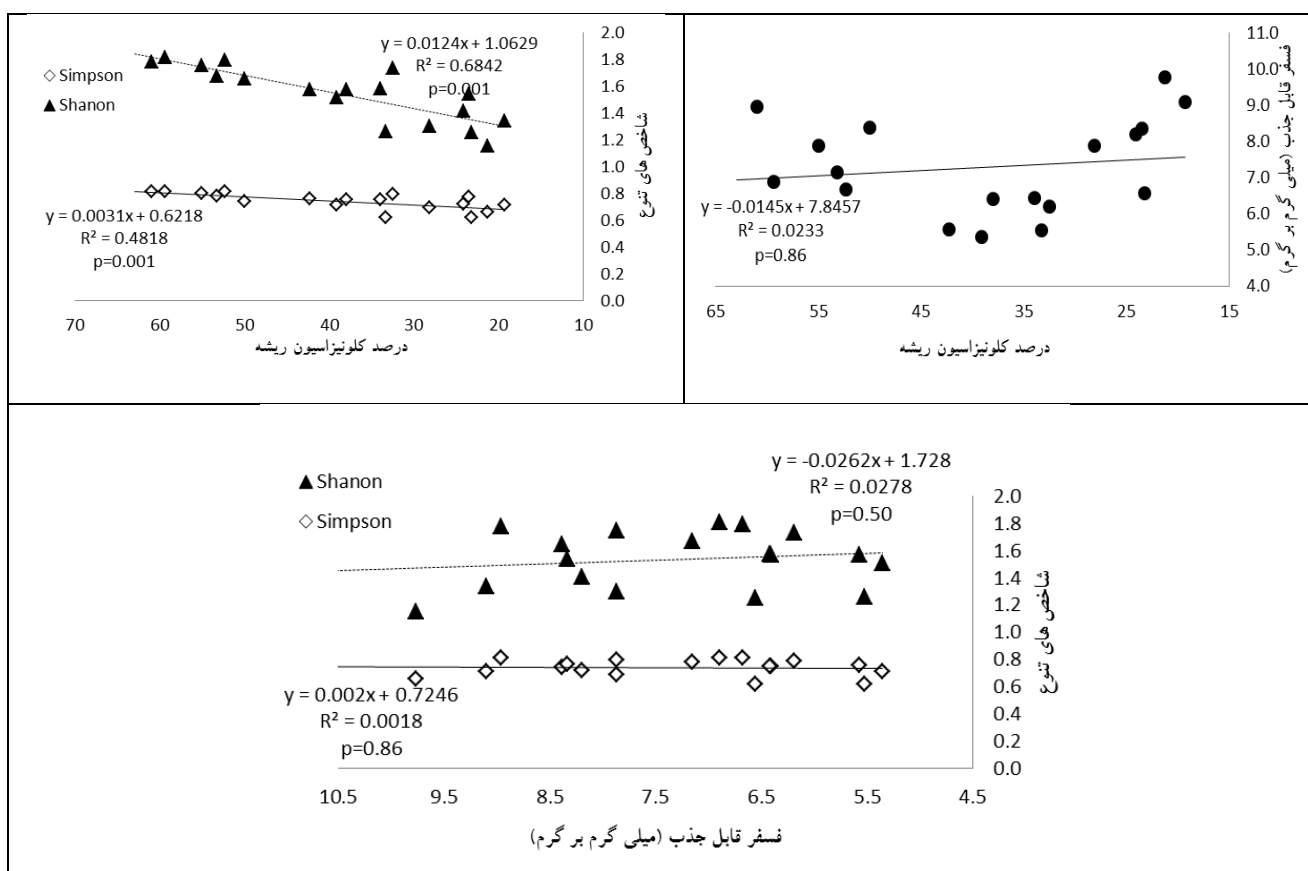 y = 0.0124x + 1.0629
R² = 0.6842
p=0.001
Simpson
Shanon
y = 0.0031x + 0.6218
R² = 0.4818
p=0.001
2.0
1.8
1.6
1.4
1.2
1.0
0.8
0.6
0.4
0.2
0.0
شاخص های تنوع
70 60 50 40 30 20 10
درصد کلونیزاسیون ریشه
11.0
10.0
9.0
8.0
7.0
6.0
5.0
4.0
فسفر قابل جذب (میلی گرم بر گرم)
y = -0.0145x + 7.8457
R² = 0.0233
p=0.86
65 55 45 35 25 15
درصد کلونیزاسیون ریشه
Shanon
Simpson
y = -0.0262x + 1.728
R² = 0.0278
p=0.50
y = 0.002x + 0.7246
R² = 0.0018
p=0.86
2.0
1.8
1.6
1.4
1.2
1.0
0.8
0.6
0.4
0.2
0.0
شاخص های تنوع
10.5 9.5 8.5 7.5 6.5 5.5 4.5
فسفر قابل جذب (میلی گرم بر گرم)